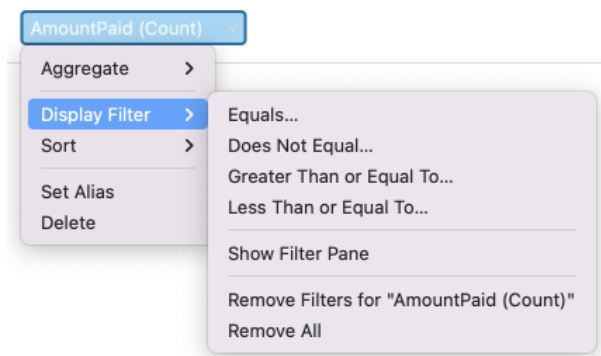 AmountPaid (Count)
Aggregate
Display Filter
Sort
Set Alias
Delete
Equals...
Does Not Equal...
Greater Than or Equal To...
Less Than or Equal To...
Show Filter Pane
Remove Filters for "AmountPaid (Count)"
Remove All